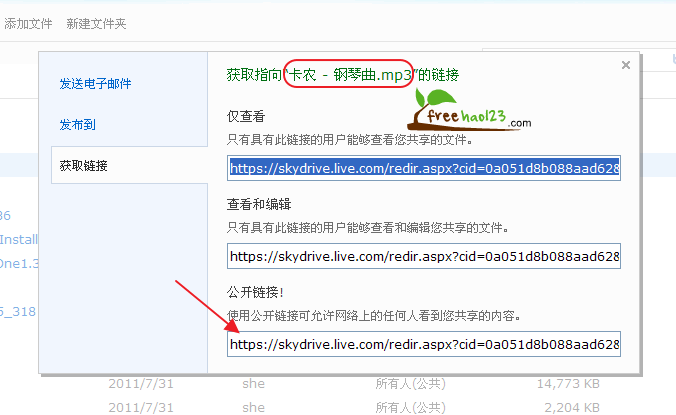 添加文件 新建文件夹
获取指向“卡农 - 钢琴曲.mp3”的链接
发送电子邮件
发布到
获取链接
仅查看
freehao123.com
只有具有此链接的用户能够查看您共享的文件。
https://skydrive.live.com/redir.aspx?cid=0a051d8b088aad628
查看和编辑
只有具有此链接的用户能够查看和编辑您共享的文件。
https://skydrive.live.com/redir.aspx?cid=0a051d8b088aad628
公开链接!
使用公开链接可允许网络上的任何人看到您共享的内容。
https://skydrive.live.com/redir.aspx?cid=0a051d8b088aad628
36
Install
One1.3
5_318
2011/7/31 she 所有人(公共) 14,773 KB
2011/7/31 she 所有人(公共) 2,204 KB